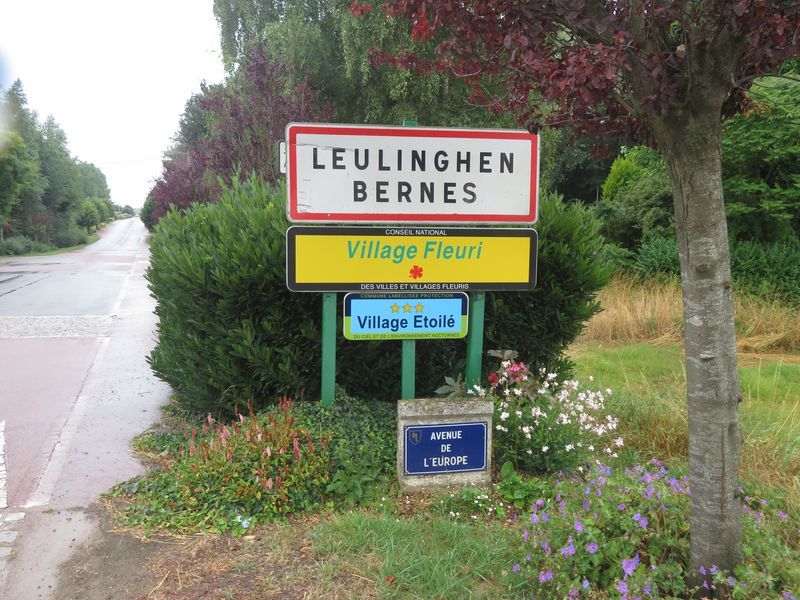 LEULINGHEN
BERNES
CONSEIL NATIONAL
Village Fleuri
DES VILLES ET VILLAGES FLEURIS
COMMUNE LABELLISÉE PROTECTION
Village Etoilé
DU CIEL ET DE L'ENVIRONNEMENT NOCTURNES
AVENUE
DE
L'EUROPE